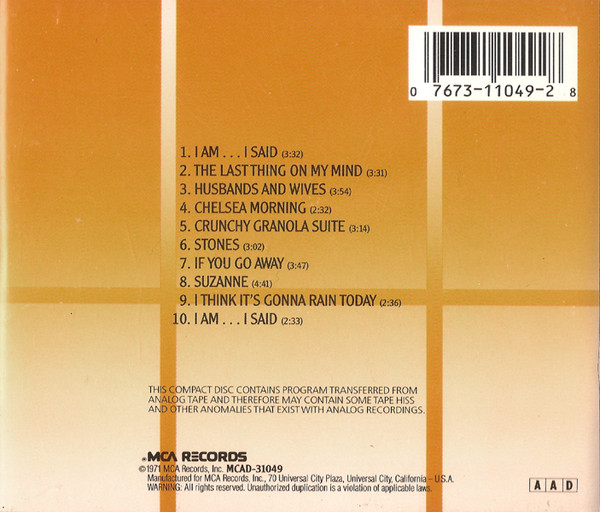 0 7673-11049-2 8
1. I AM . . . I SAID (3:32)
2. THE LAST THING ON MY MIND (3:31)
3. HUSBANDS AND WIVES (3:54)
4. CHELSEA MORNING (2:32)
5. CRUNCHY GRANOLA SUITE (3:14)
6. STONES (3:02)
7. IF YOU GO AWAY (3:47)
8. SUZANNE (4:41)
9. I THINK IT'S GONNA RAIN TODAY (2:36)
10. I AM . . . I SAID (2:33)
THIS COMPACT DISC CONTAINS PROGRAM TRANSFERRED FROM
ANALOG TAPE AND THEREFORE MAY CONTAIN SOME TAPE HISS
AND OTHER ANOMALIES THAT EXIST WITH ANALOG RECORDINGS.
MCA RECORDS
©1971 MCA Records, Inc. MCAD-31049
Manufactured for MCA Records, Inc., 70 Universal City Plaza, Universal City, California – U.S.A.
WARNING: All rights reserved. Unauthorized duplication is a violation of applicable laws.
A A D